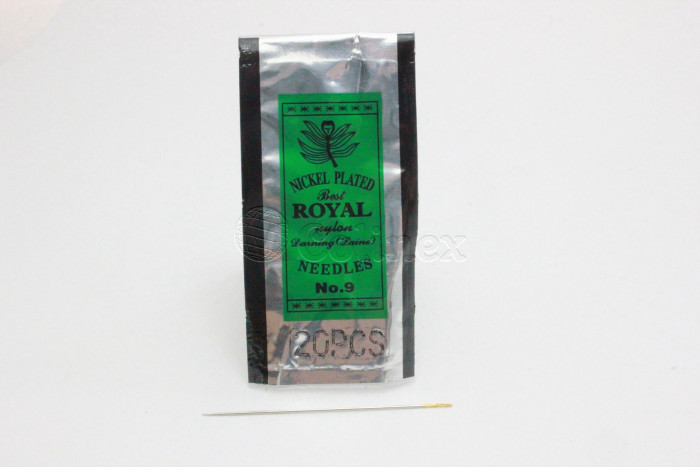 NICKEL PLATED
Best
ROYAL
nylon
Darning (Laine)
NEEDLES
No.9
20PCS